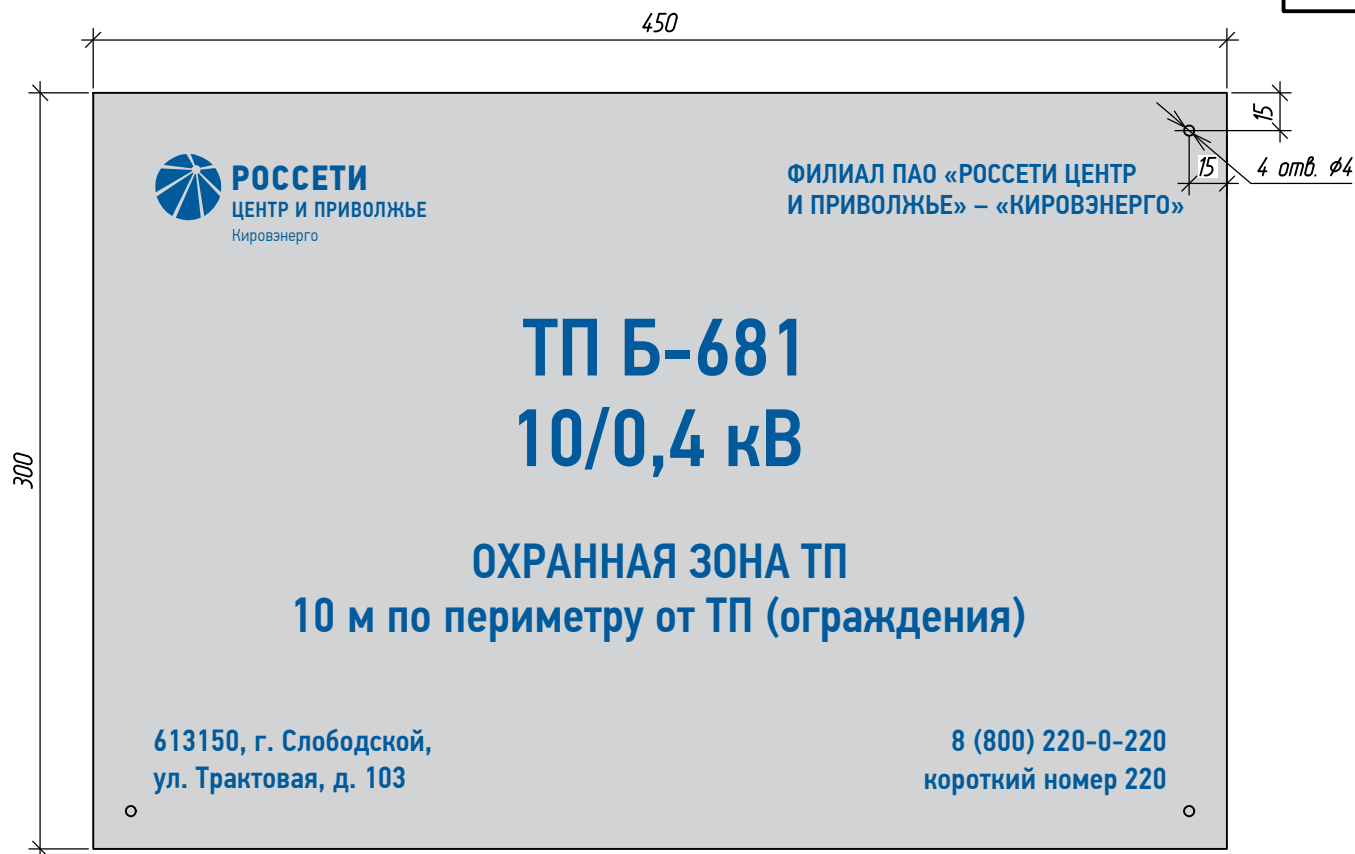 450
15
15
4 отв. ϕ4
300
РОССЕТИ
ЦЕНТР И ПРИВОЛЖЬЕ
Кировэнерго
ФИЛИАЛ ПАО «РОССЕТИ ЦЕНТР
И ПРИВОЛЖЬЕ» – «КИРОВЭНЕРГО»
ТП Б-681
10/0,4 кВ
ОХРАННАЯ ЗОНА ТП
10 м по периметру от ТП (ограждения)
613150, г. Слободской,
ул. Трактовая, д. 103
8 (800) 220-0-220
короткий номер 220